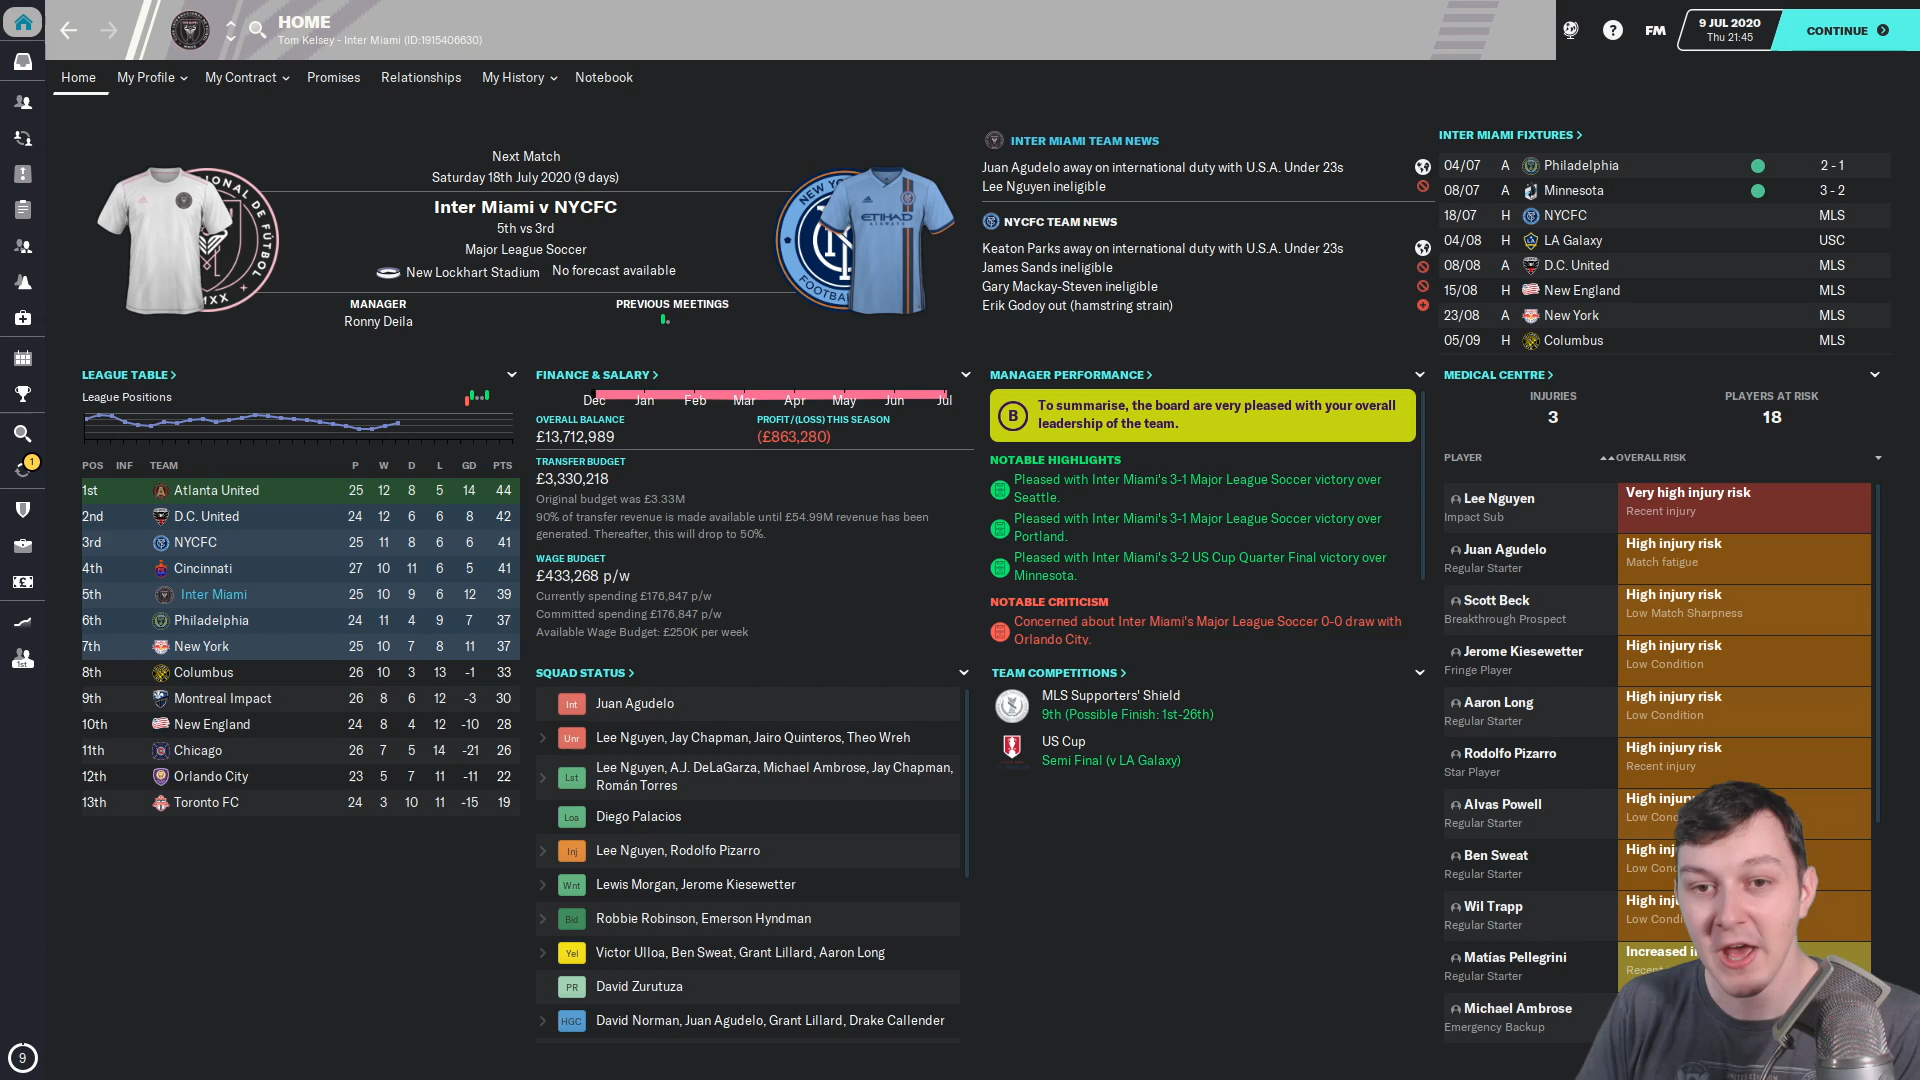 HOME
Tom Kelsey - Inter Miami (ID:1915406630)
FM
9 JUL 2020
Thu 21:45
CONTINUE
Home
My Profile
My Contract
Promises
Relationships
My History
Notebook
Next Match
Saturday 18th July 2020 (9 days)
Inter Miami v NYCFC
5th vs 3rd
Major League Soccer
New Lockhart Stadium
No forecast available
MANAGER
Ronny Deila
PREVIOUS MEETINGS
ETIHAD
AIRWAYS
INTER MIAMI TEAM NEWS
Juan Agudelo away on international duty with U.S.A. Under 23s
Lee Nguyen ineligible
NYCFC TEAM NEWS
Keaton Parks away on international duty with U.S.A. Under 23s
James Sands ineligible
Gary Mackay-Steven ineligible
Erik Godoy out (hamstring strain)
INTER MIAMI FIXTURES
04/07 A Philadelphia 2 - 1
08/07 A Minnesota 3 - 2
18/07 H NYCFC MLS
04/08 H LA Galaxy USC
08/08 A D.C. United MLS
15/08 H New England MLS
23/08 A New York MLS
05/09 H Columbus MLS
LEAGUE TABLE
League Positions
POS INF TEAM P W D L GD PTS
1st Atlanta United 25 12 8 5 14 44
2nd D.C. United 24 12 6 6 8 42
3rd NYCFC 25 11 8 6 6 41
4th Cincinnati 27 10 11 6 5 41
5th Inter Miami 25 10 9 6 12 39
6th Philadelphia 24 11 4 9 7 37
7th New York 25 10 7 8 11 37
8th Columbus 26 10 3 13 -1 33
9th Montreal Impact 26 8 6 12 -3 30
10th New England 24 8 4 12 -10 28
11th Chicago 26 7 5 14 -21 26
12th Orlando City 23 5 7 11 -11 22
13th Toronto FC 24 3 10 11 -15 19
FINANCE & SALARY
Dec Jan Feb Mar Apr May Jun Jul
OVERALL BALANCE
£13,712,989
PROFIT/(LOSS) THIS SEASON
(£863,280)
TRANSFER BUDGET
£3,330,218
Original budget was £3.33M
90% of transfer revenue is made available until £54.99M revenue has been
generated. Thereafter, this will drop to 50%.
WAGE BUDGET
£433,268 p/w
Currently spending £176,847 p/w
Committed spending £176,847 p/w
Available Wage Budget: £250K per week
SQUAD STATUS
Int Juan Agudelo
Unr Lee Nguyen, Jay Chapman, Jairo Quinteros, Theo Wreh
Lst Lee Nguyen, A.J. DeLaGarza, Michael Ambrose, Jay Chapman,
Román Torres
Loa Diego Palacios
Inj Lee Nguyen, Rodolfo Pizarro
Wnt Lewis Morgan, Jerome Kiesewetter
Bid Robbie Robinson, Emerson Hyndman
Yel Victor Ulloa, Ben Sweat, Grant Lillard, Aaron Long
PR David Zurutuza
HGC David Norman, Juan Agudelo, Grant Lillard, Drake Callender
MANAGER PERFORMANCE
B
To summarise, the board are very pleased with your overall
leadership of the team.
NOTABLE HIGHLIGHTS
Pleased with Inter Miami's 3-1 Major League Soccer victory over
Seattle.
Pleased with Inter Miami's 3-1 Major League Soccer victory over
Portland.
Pleased with Inter Miami's 3-2 US Cup Quarter Final victory over
Minnesota.
NOTABLE CRITICISM
Concerned about Inter Miami's Major League Soccer 0-0 draw with
Orlando City.
TEAM COMPETITIONS
MLS Supporters' Shield
9th (Possible Finish: 1st-26th)
US Cup
Semi Final (v LA Galaxy)
MEDICAL CENTRE
INJURIES
3
PLAYERS AT RISK
18
PLAYER OVERALL RISK
Lee Nguyen
Impact Sub
Very high injury risk
Recent injury
Juan Agudelo
Regular Starter
High injury risk
Match fatigue
Scott Beck
Breakthrough Prospect
High injury risk
Low Match Sharpness
Jerome Kiesewetter
Fringe Player
High injury risk
Low Condition
Aaron Long
Regular Starter
High injury risk
Low Condition
Rodolfo Pizarro
Star Player
High injury risk
Recent injury
Alvas Powell
Regular Starter
High injury
Low Con
Ben Sweat
Regular Starter
High inj
Low Con
Wil Trapp
Regular Starter
High inj
Low Cond
Matías Pellegrini
Regular Starter
Increased i
Recent
Michael Ambrose
Emergency Backup
1
1st
9